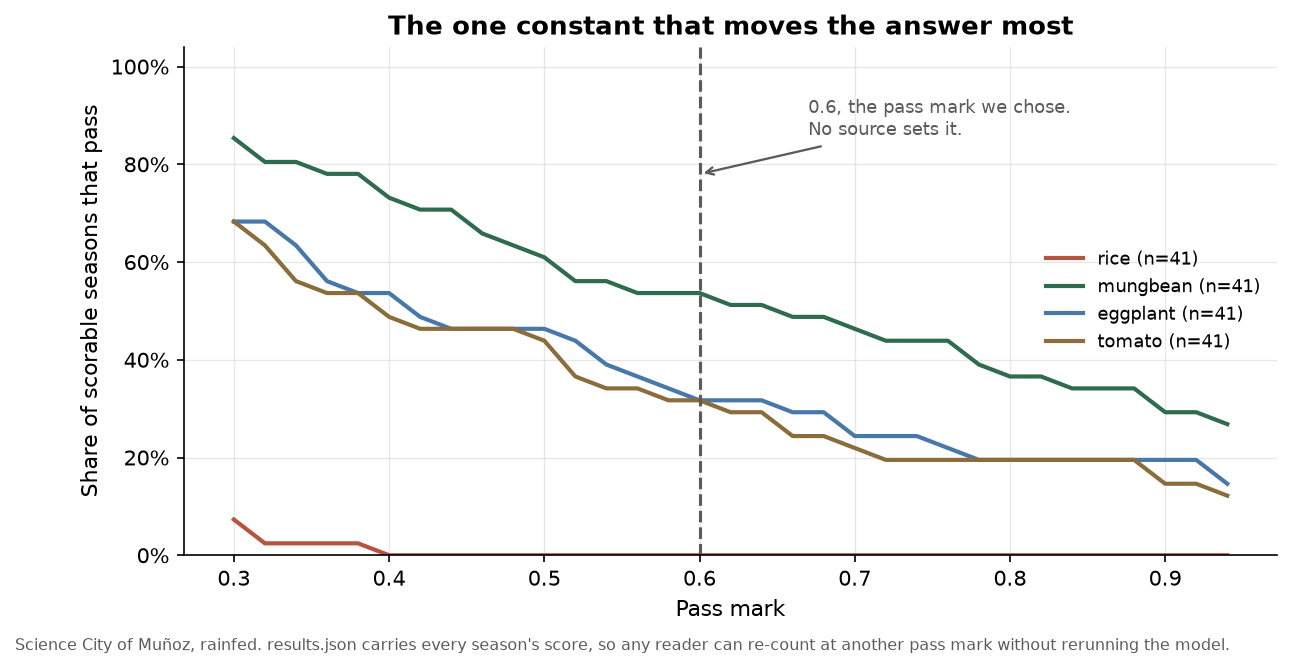 The one constant that moves the answer most
Share of scorable seasons that pass
100%
80%
60%
40%
20%
0%
0.6, the pass mark we chose.
No source sets it.
rice (n=41)
mungbean (n=41)
eggplant (n=41)
tomato (n=41)
0.3 0.4 0.5 0.6 0.7 0.8 0.9
Pass mark
Science City of Muñoz, rainfed. results.json carries every season's score, so any reader can re-count at another pass mark without rerunning the model.